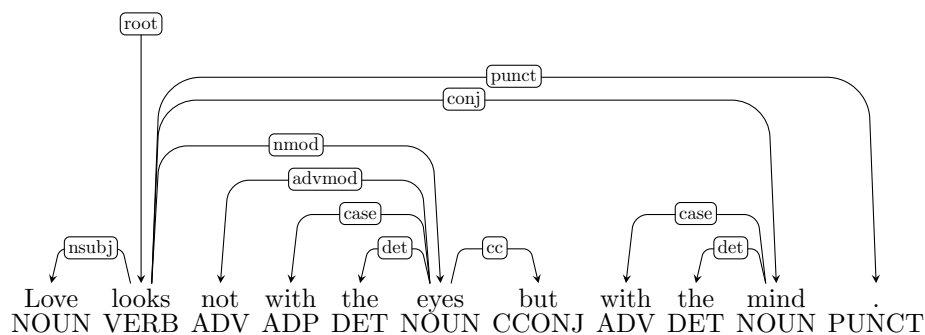 root
punct
conj
nmod
advmod
case case
nsubj det cc det
Love looks not with the eyes but with the mind .
NOUN VERB ADV ADP DET NOUN CCONJ ADV DET NOUN PUNCT